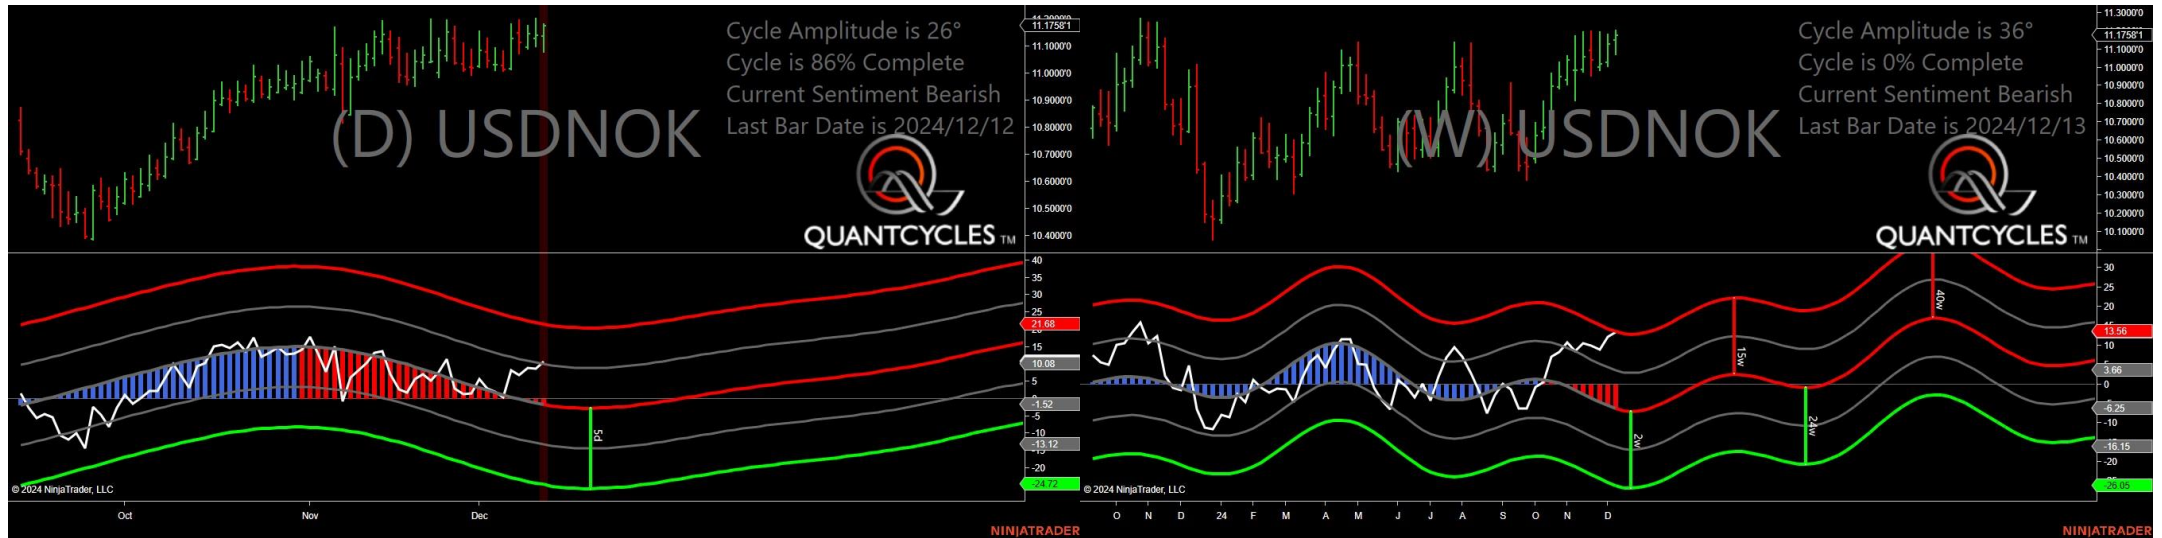 11.2000'0
11.1758'1
11.1000'0
11.0000'0
10.9000'0
10.8000'0
10.7000'0
10.6000'0
10.5000'0
10.4000'0
Cycle Amplitude is 26°
Cycle is 86% Complete
Current Sentiment Bearish
Last Bar Date is 2024/12/12
(D) USDNOK
QUANTCYCLES TM
40
35
30
25
21.68
15
10.08
5
-1.52
-5
-10
-13.12
-20
-24.72
5d
© 2024 NinjaTrader, LLC
Oct Nov Dec
NINJATRADER
11.3000'0
11.1758'1
11.1000'0
11.0000'0
10.9000'0
10.8000'0
10.7000'0
10.6000'0
10.5000'0
10.4000'0
10.3000'0
10.2000'0
10.1000'0
Cycle Amplitude is 36°
Cycle is 0% Complete
Current Sentiment Bearish
Last Bar Date is 2024/12/13
(W) USDNOK
QUANTCYCLES TM
30
25
20
13.56
10
3.66
0
-6.25
-10
-16.15
-20
-26.05
2w
15w
24w
40w
© 2024 NinjaTrader, LLC
O N D 24 F M A M J J A S O N D
NINJATRADER